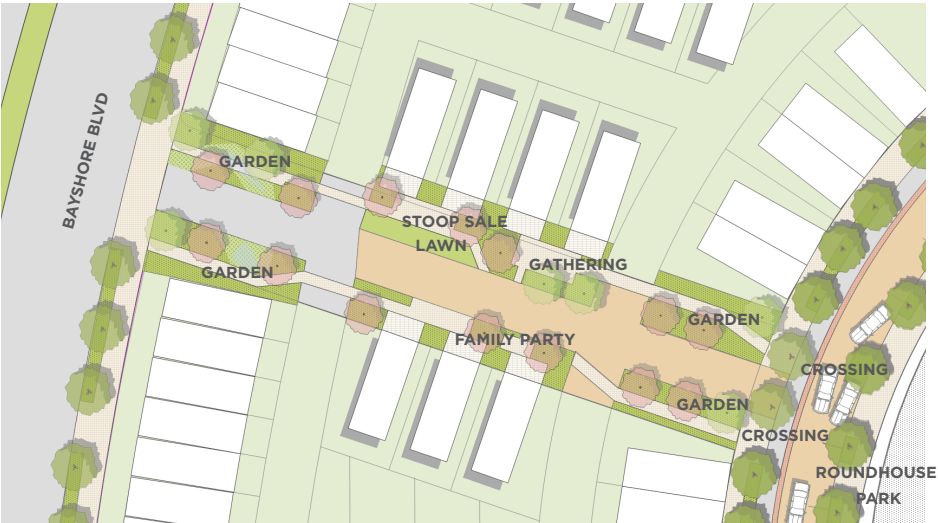 BAYSHORE BLVD
GARDEN
STOOP SALE
LAWN
GATHERING
GARDEN
GARDEN
FAMILY PARTY
CROSSING
GARDEN
CROSSING
ROUNDHOUSE
PARK